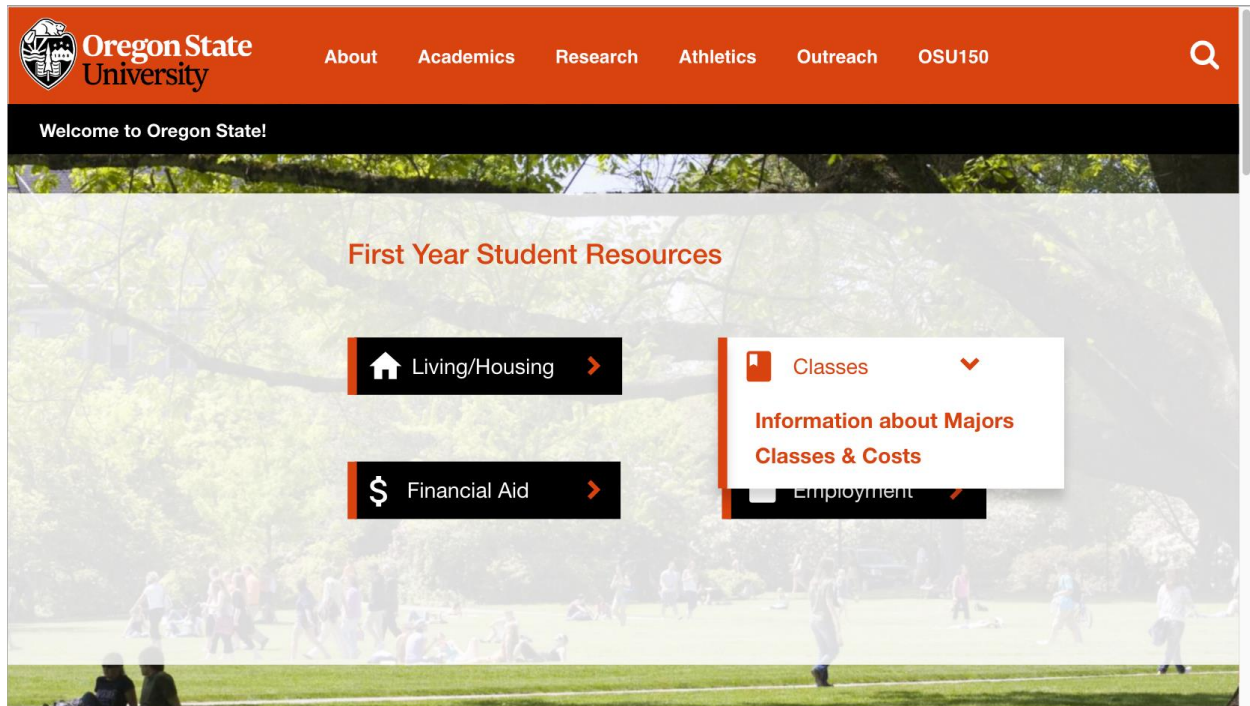 Oregon State
University
About Academics Research Athletics Outreach OSU150
Welcome to Oregon State!
First Year Student Resources
Living/Housing
Classes
Information about Majors
Classes & Costs
Financial Aid
Employment